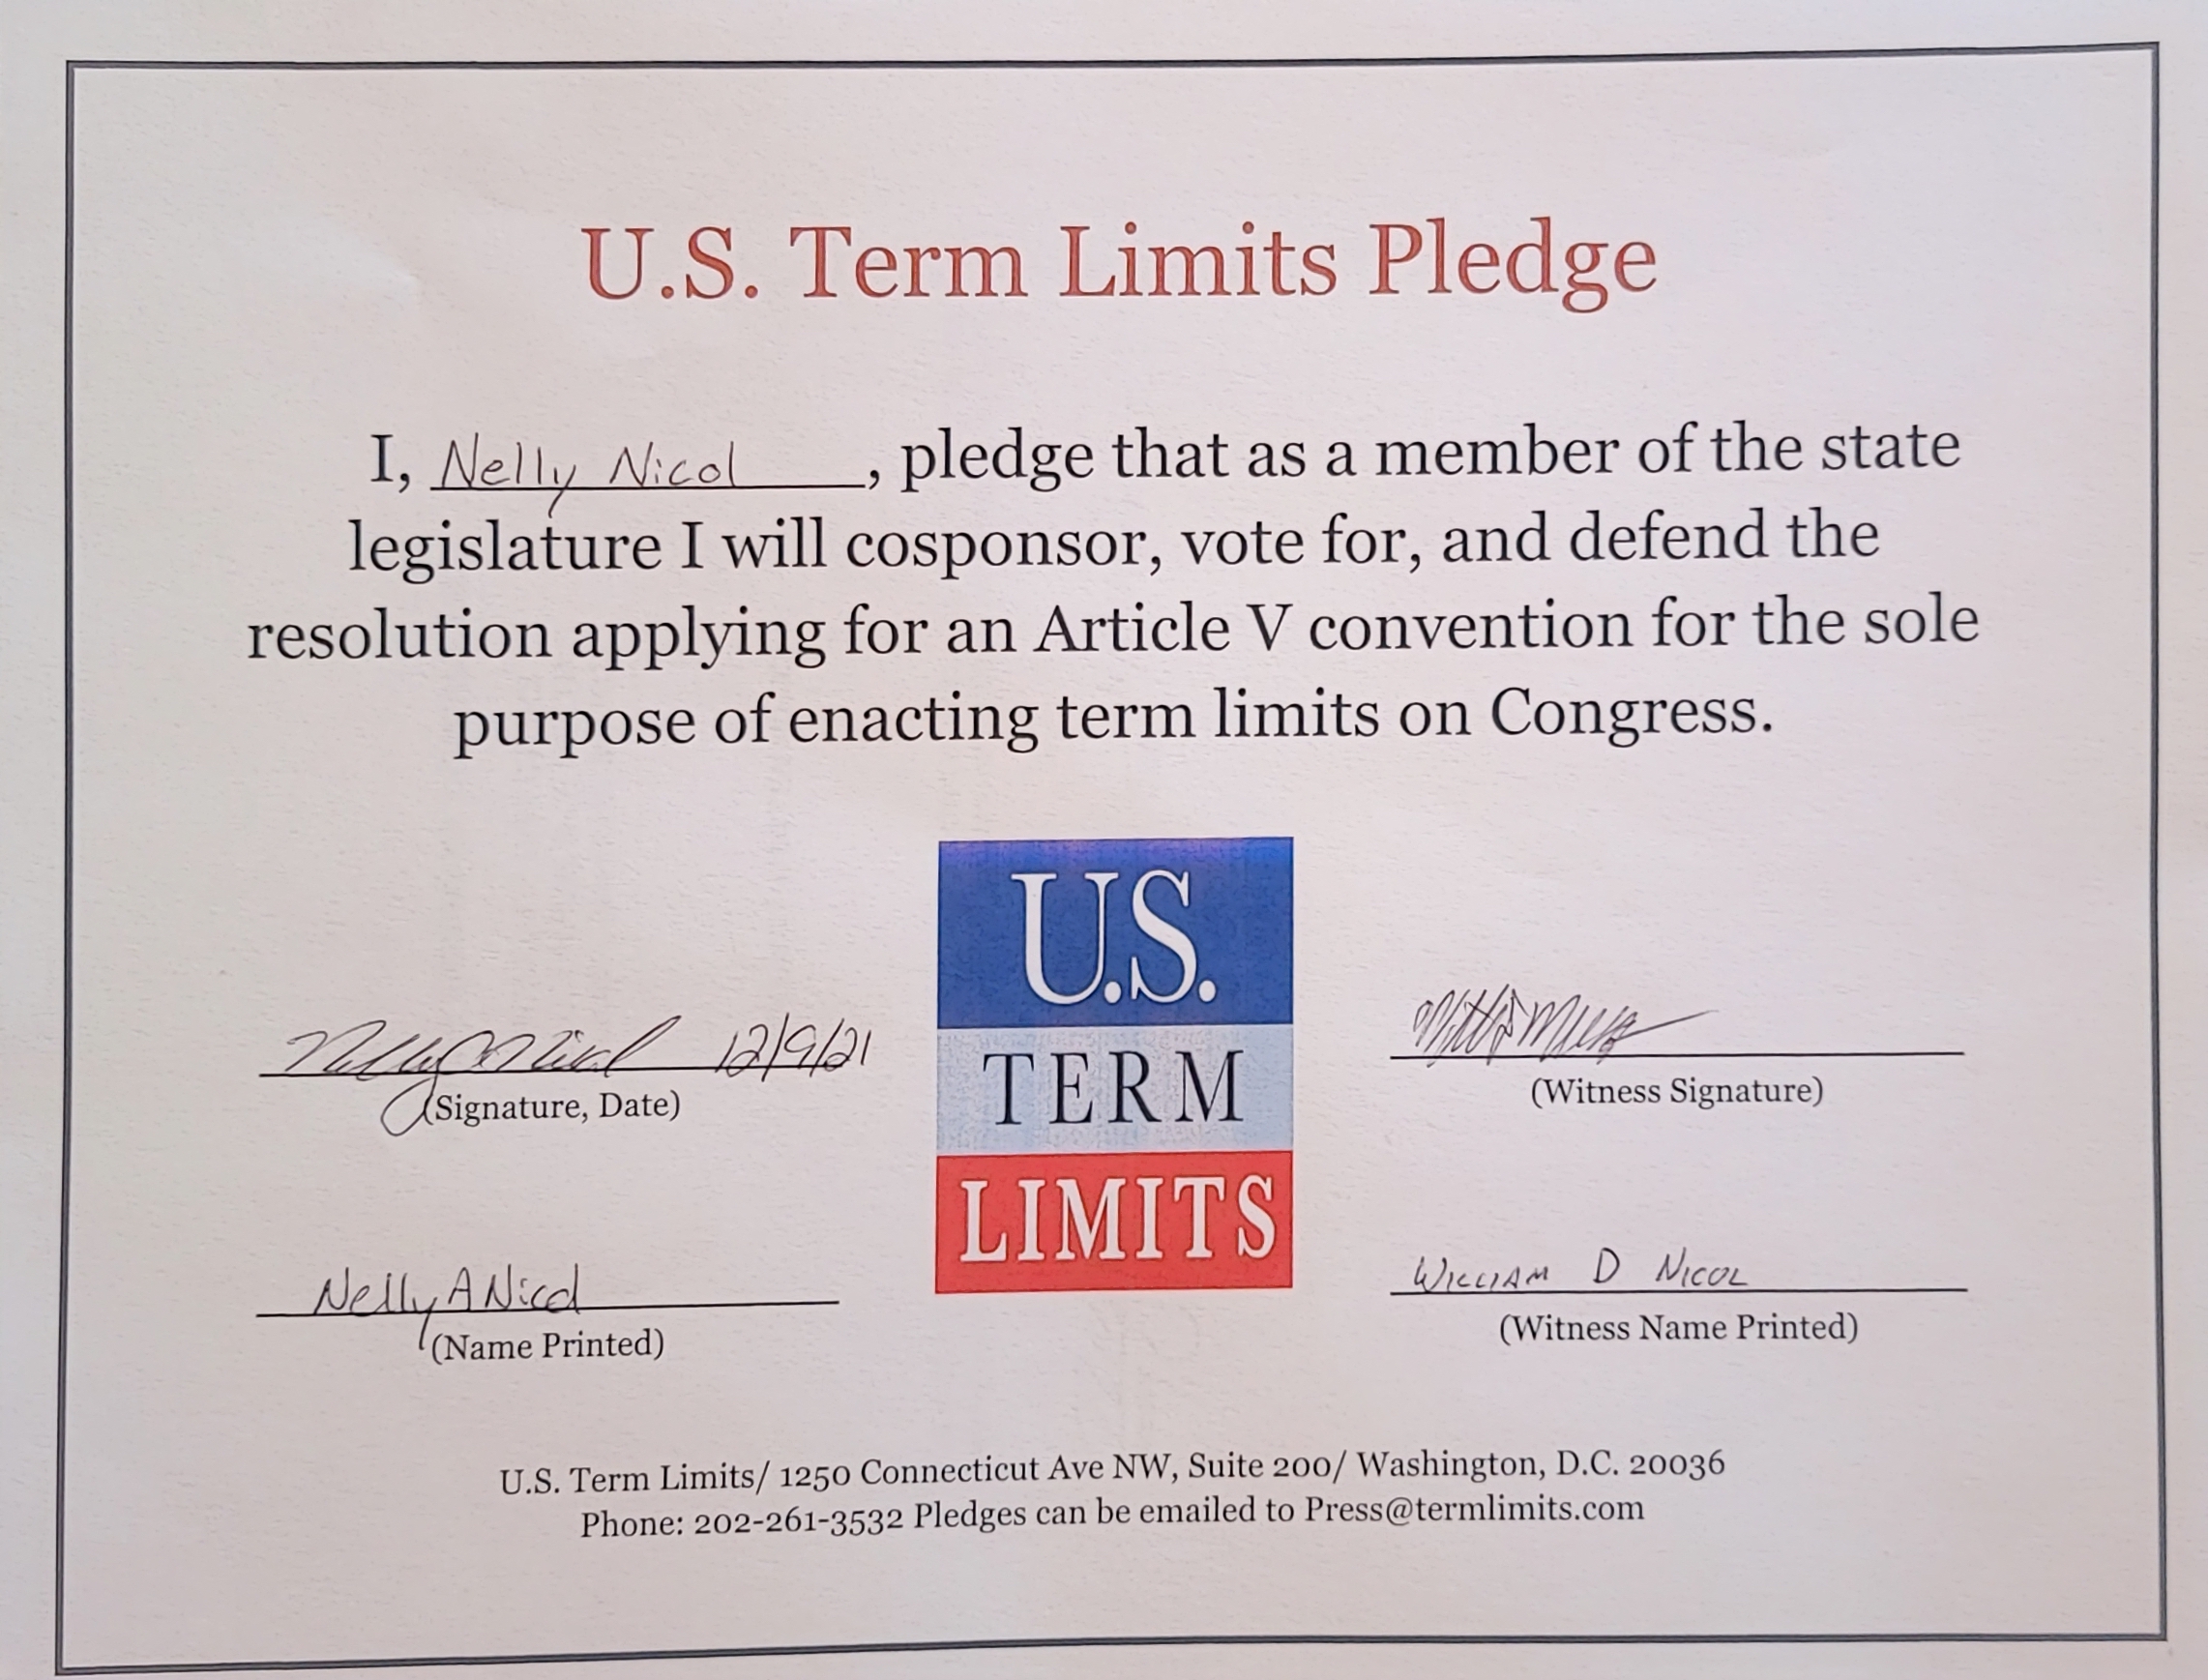 U.S. Term Limits Pledge
I, Nelly Nicol, pledge that as a member of the state
legislature I will cosponsor, vote for, and defend the
resolution applying for an Article V convention for the sole
purpose of enacting term limits on Congress.
U.S.
TERM
LIMITS
Nelly A Nicol 12/9/21
(Signature, Date)
(Witness Signature)
Nelly A Nicol
(Name Printed)
WILLIAM D NICOL
(Witness Name Printed)
U.S. Term Limits/ 1250 Connecticut Ave NW, Suite 200/ Washington, D.C. 20036
Phone: 202-261-3532 Pledges can be emailed to Press@termlimits.com